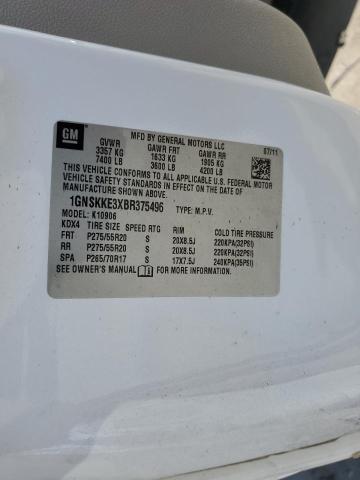 GM
MFD BY GENERAL MOTORS LLC
07/11
GVWR GAWR FRT GAWR RR
3357 KG 1633 KG 1905 KG
7400 LB 3600 LB 4200 LB
THIS VEHICLE CONFORMS TO ALL APPLICABLE U.S. FEDERAL MOTOR
VEHICLE SAFETY STANDARDS IN EFFECT ON THE DATE OF
MANUFACTURE SHOWN ABOVE.
1GNSKKE3XBR375496 TYPE: M.P.V.
MODEL: K10906
KDX4 TIRE SIZE SPEED RTG RIM COLD TIRE PRESSURE
FRT P275/55R20 S 20X8.5J 220KPA(32PSI)
RR P275/55R20 S 20X8.5J 220KPA(32PSI)
SPA P265/70R17 S 17X7.5J 240KPA(35PSI)
SEE OWNER'S MANUAL FOR ADDITIONAL INFORMATION.